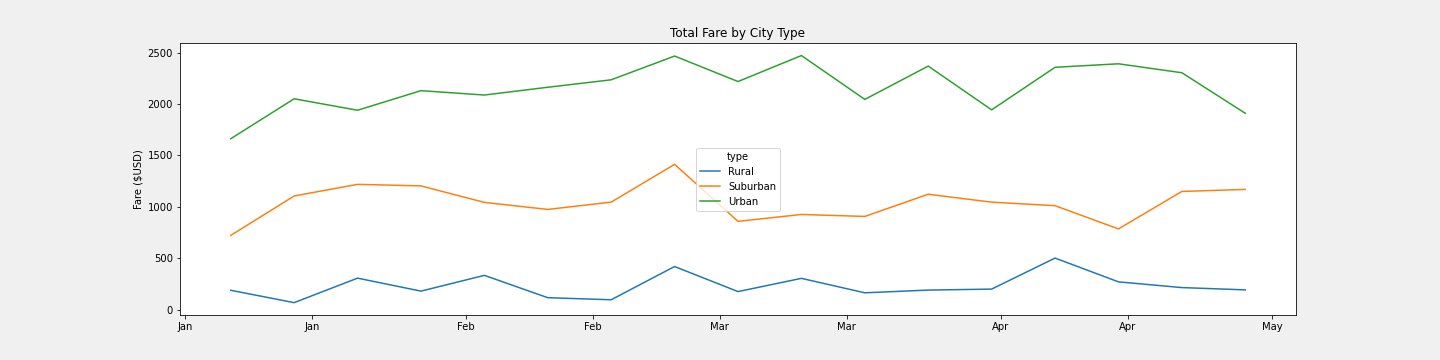 Total Fare by City Type
2500
2000
1500
1000
500
0
Fare ($USD)
type
Rural
Suburban
Urban
Jan Jan Feb Feb Mar Mar Apr Apr May